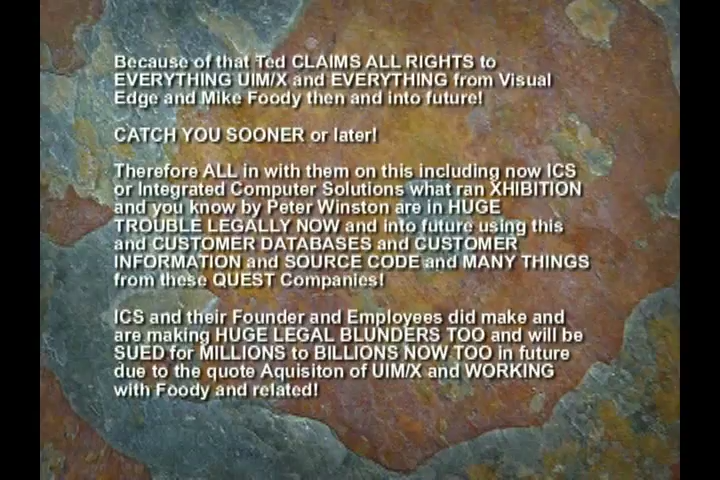 Because of that Ted CLAIMS ALL RIGHTS to
EVERYTHING UIM/X and EVERYTHING from Visual
Edge and Mike Foody then and into future!
CATCH YOU SOONER or later!
Therefore ALL in with them on this including now ICS
or Integrated Computer Solutions what ran XHIBITION
and you know by Peter Winston are in HUGE
TROUBLE LEGALLY NOW and into future using this
and CUSTOMER DATABASES and CUSTOMER
INFORMATION and SOURCE CODE and MANY THINGS
from these QUEST Companies!
ICS and their Founder and Employees did make and
are making HUGE LEGAL BLUNDERS TOO and will be
SUED for MILLIONS to BILLIONS NOW TOO in future
due to the quote Aquisiton of UIM/X and WORKING
with Foody and related!